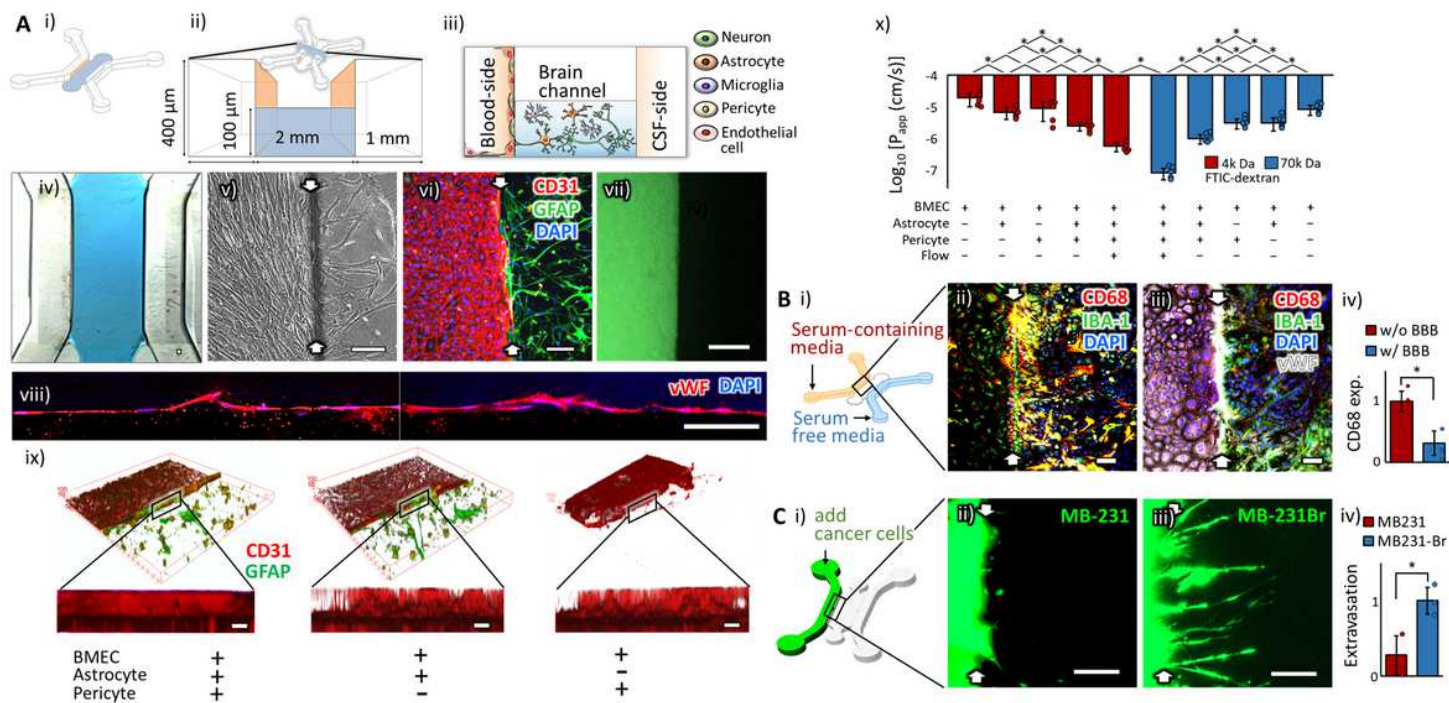 A i)
ii)
400 μm
100 μm
2 mm
1 mm
iii)
Blood-side
Brain
channel
CSF-side
Neuron
Astrocyte
Microglia
Pericyte
Endothelial
cell
iv)
v)
vi)
CD31
GFAP
DAPI
vii)
iv)
viii)
vWF DAPI
ix)
CD31
GFAP
BMEC + + +
Astrocyte + + −
Pericyte + − +
x)
* * * * * * * * * * * * * * * * *
Log10 [Papp (cm/s)]
-4
-5
-6
-7
4k Da 70k Da
FTIC-dextran
BMEC + + + + + + + + + +
Astrocyte − + − + + + + − + −
Pericyte − − + + + + + + − −
Flow − − − − + + − − − −
B i)
Serum-containing
media
Serum
free media
ii)
CD68
IBA-1
DAPI
iii)
CD68
IBA-1
DAPI
vWF
iv)
w/o BBB
w/ BBB
*
CD68 exp.
1
0
C i)
add
cancer cells
ii)
MB-231
iii)
MB-231Br
iv)
MB231
MB231-Br
*
Extravasation
1
0